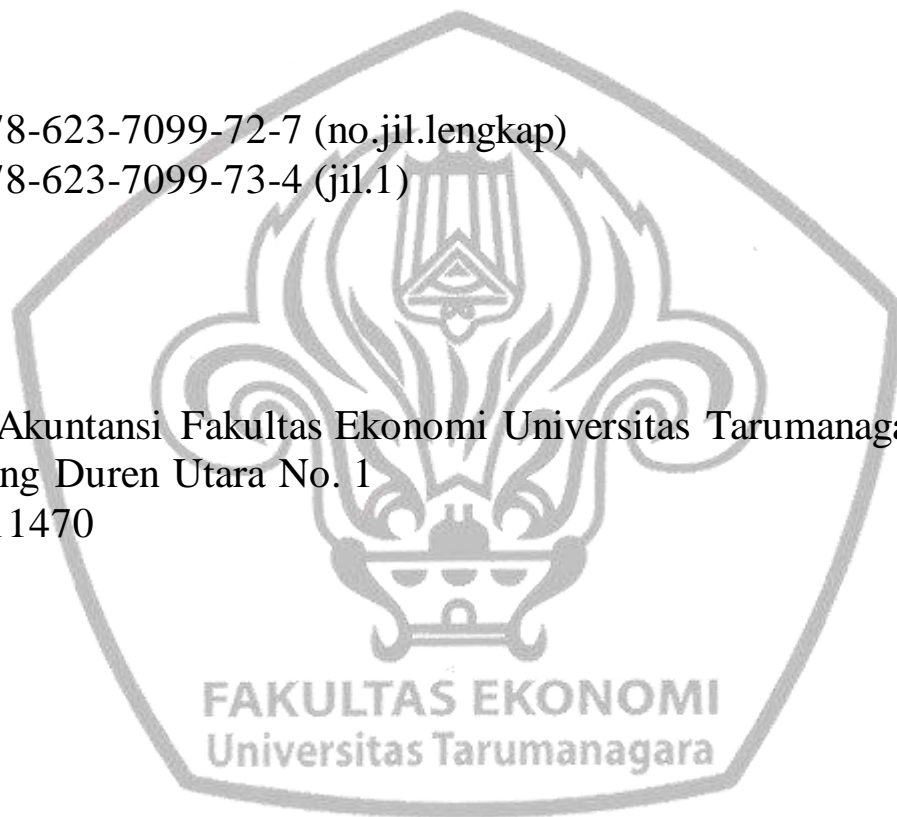 78-623-7099-72-7 (no.jil.lengkap)
78-623-7099-73-4 (jil.1)
Akuntansi Fakultas Ekonomi Universitas Tarumanaga
ng Duren Utara No. 1
11470
FAKULTAS EKONOMI
Universitas Tarumanagara